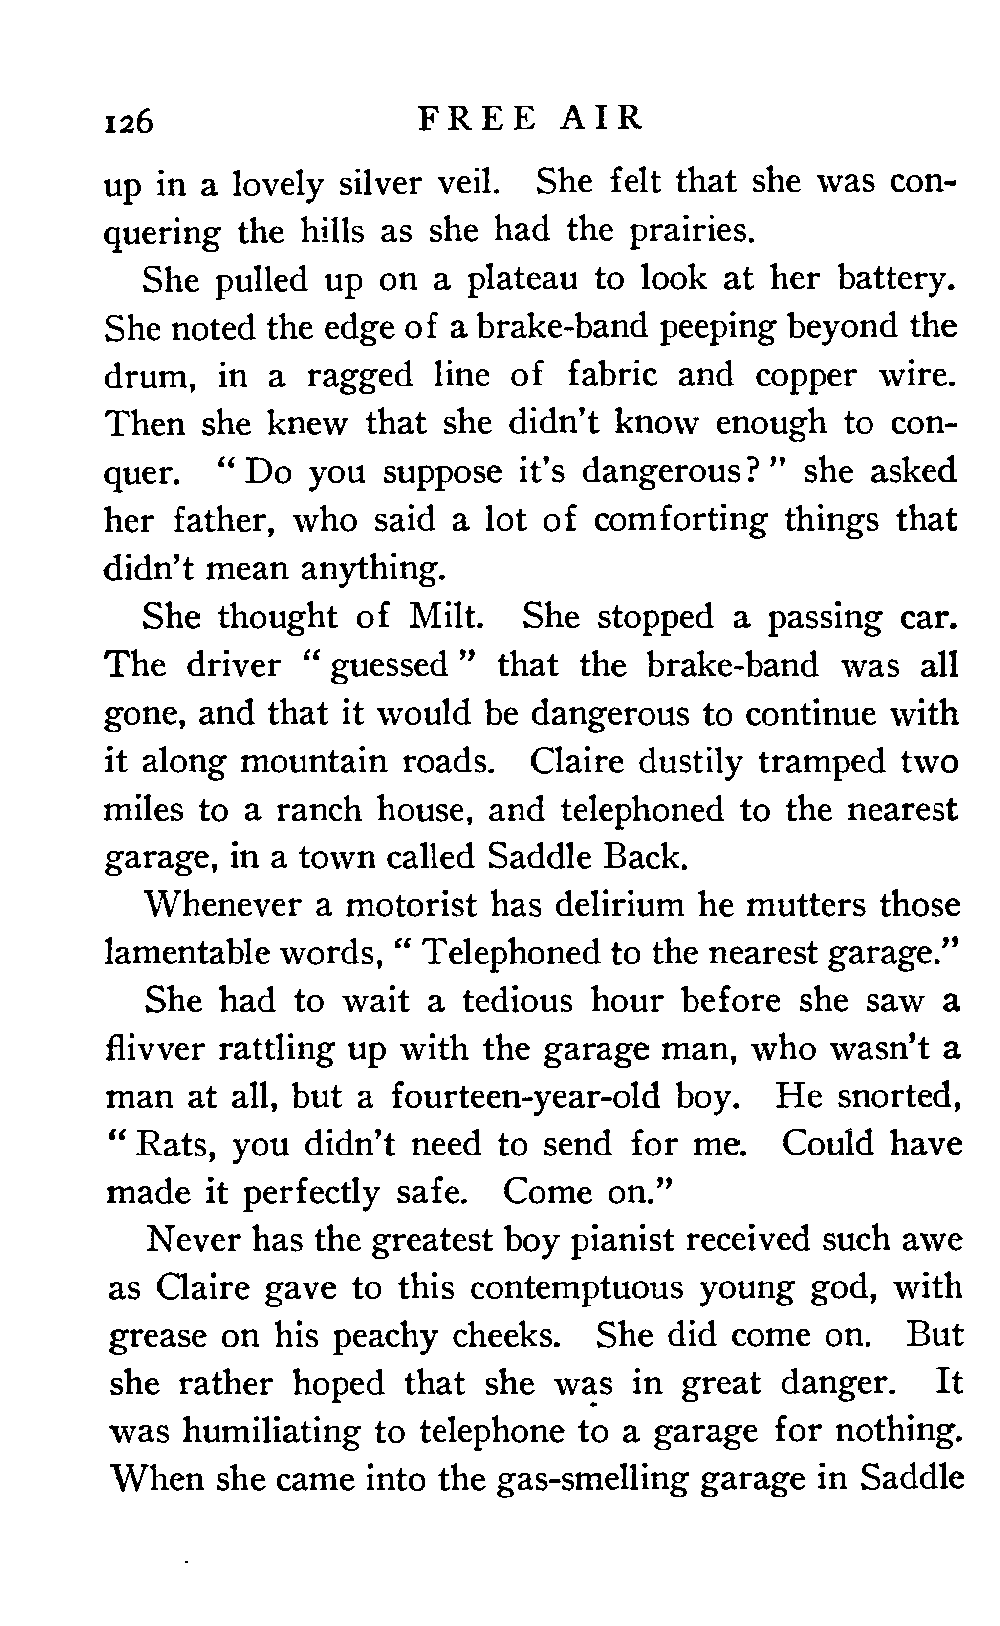 126 FREE AIR
up in a lovely silver veil. She felt that she was con-
quering the hills as she had the prairies.
She pulled up on a plateau to look at her battery.
She noted the edge of a brake-band peeping beyond the
drum, in a ragged line of fabric and copper wire.
Then she knew that she didn't know enough to con-
quer. " Do you suppose it's dangerous? " she asked
her father, who said a lot of comforting things that
didn't mean anything.
She thought of Milt. She stopped a passing car.
The driver " guessed " that the brake-band was all
gone, and that it would be dangerous to continue with
it along mountain roads. Claire dustily tramped two
miles to a ranch house, and telephoned to the nearest
garage, in a town called Saddle Back.
Whenever a motorist has delirium he mutters those
lamentable words, " Telephoned to the nearest garage."
She had to wait a tedious hour before she saw a
flivver rattling up with the garage man, who wasn't a
man at all, but a fourteen-year-old boy. He snorted,
" Rats, you didn't need to send for me. Could have
made it perfectly safe. Come on."
Never has the greatest boy pianist received such awe
as Claire gave to this contemptuous young god, with
grease on his peachy cheeks. She did come on. But
she rather hoped that she was in great danger. It
was humiliating to telephone to a garage for nothing.
When she came into the gas-smelling garage in Saddle